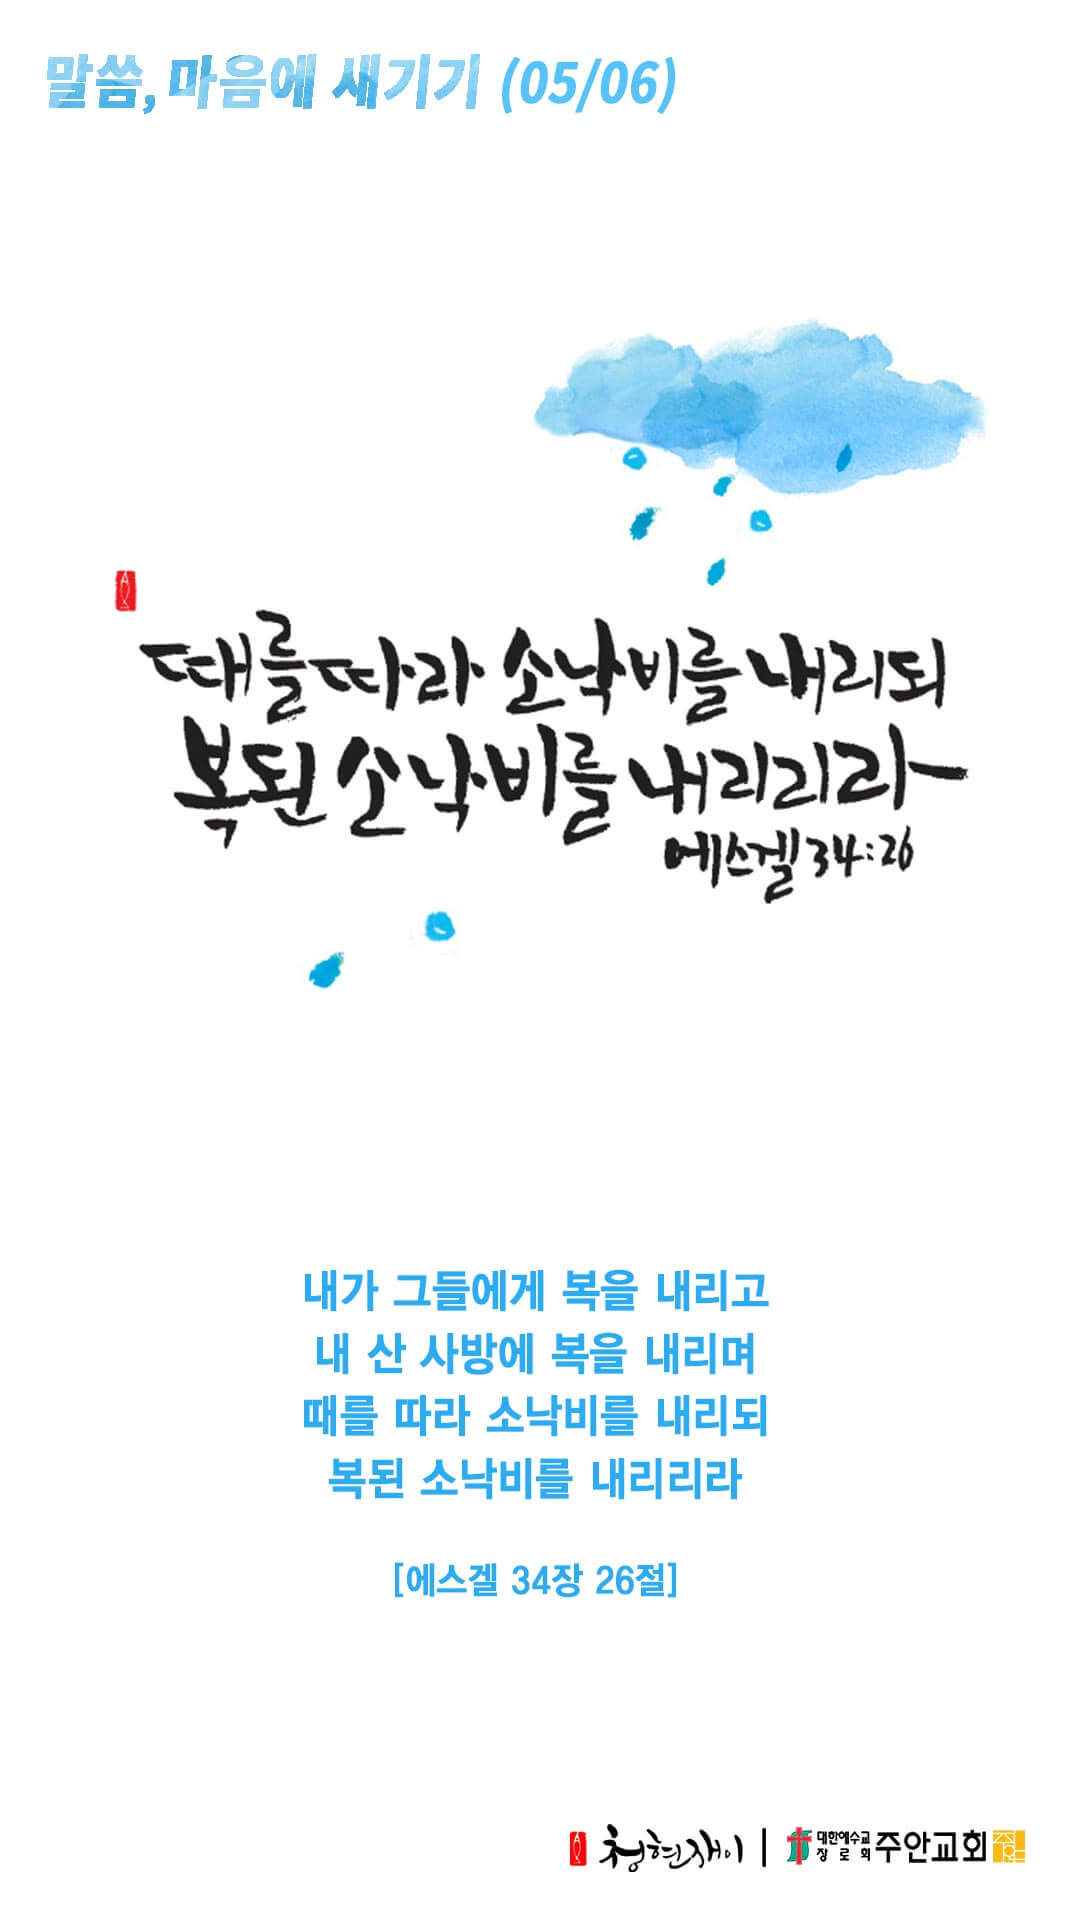 말씀, 마음에 새기기 (05/06)
때를 따라 소낙비를 내리되
복된 소낙비를 내리리라
에스겔 34:26
내가 그들에게 복을 내리고
내 산 사방에 복을 내리며
때를 따라 소낙비를 내리되
복된 소낙비를 내리리라
[에스겔 34장 26절]
청현재이 | 대한예수교 장로회 주안교회